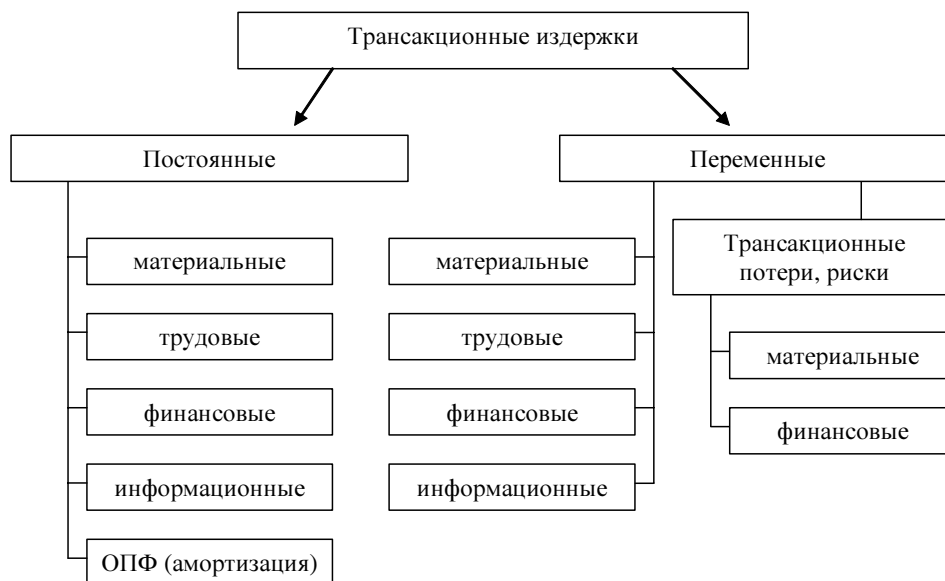 Трансакционные издержки
Постоянные
Переменные
материальные
трудовые
финансовые
информационные
ОПФ (амортизация)
материальные
трудовые
финансовые
информационные
Трансакционные
потери, риски
материальные
финансовые